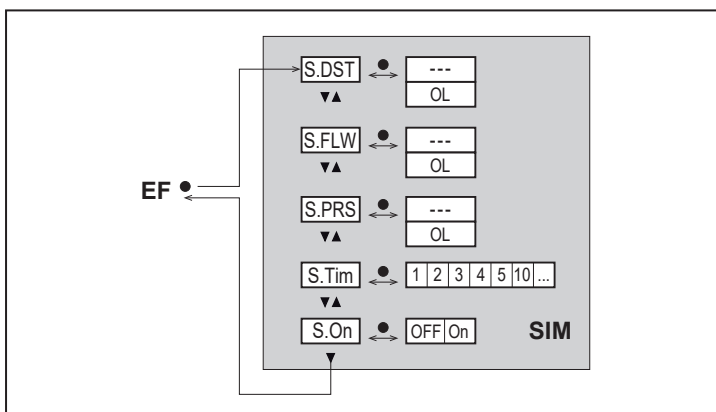 S.DST ---
OL
S.FLW ---
OL
EF
S.PRS ---
OL
S.Tim 1 2 3 4 5 10 ...
S.On OFF On SIM